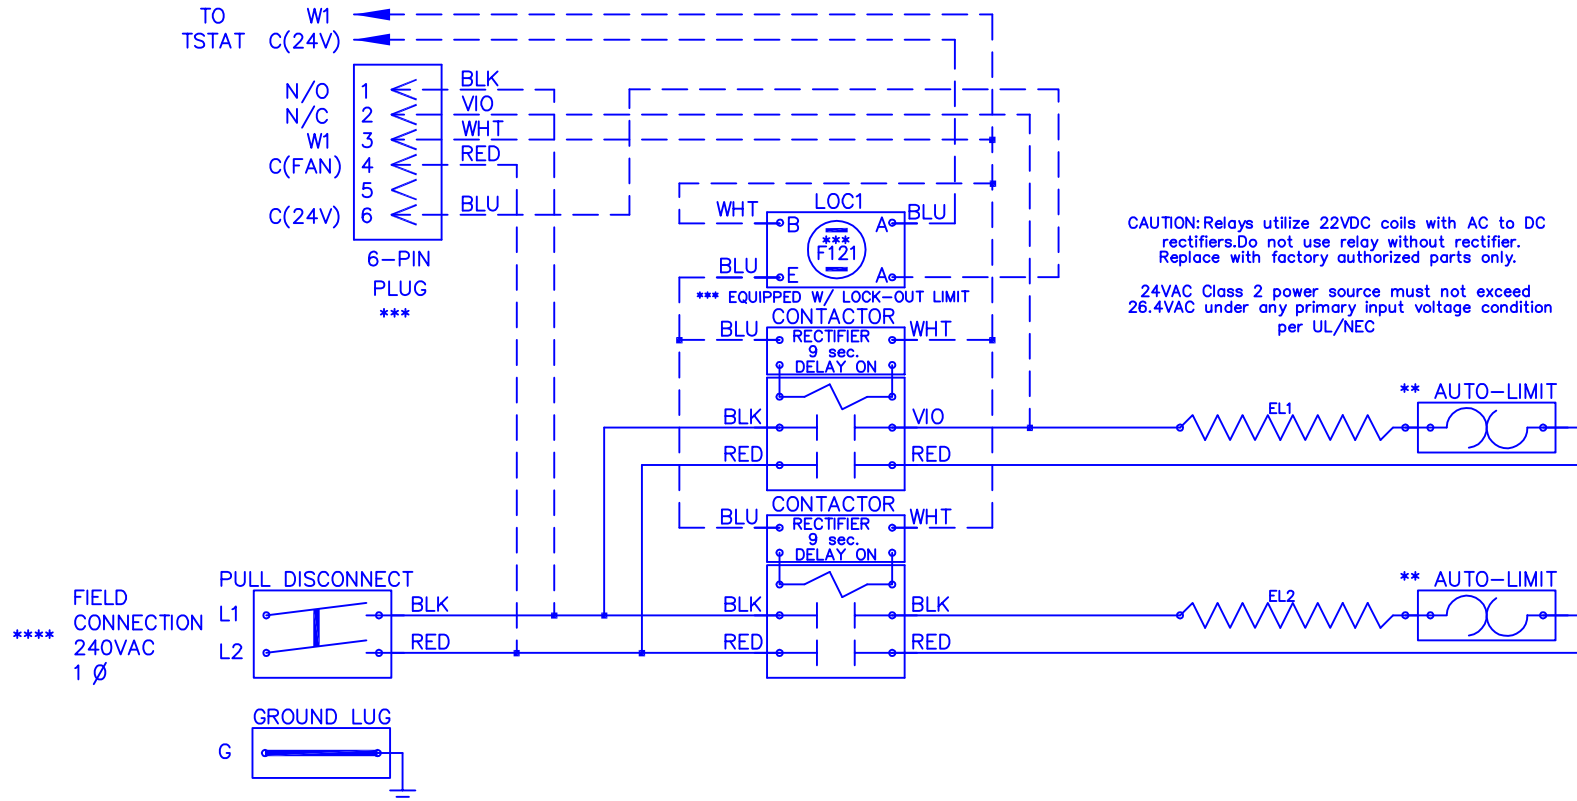 TO W1
TSTAT C(24V)
N/O 1 BLK
N/C 2 VIO
W1 3 WHT
C(FAN) 4 RED
5
C(24V) 6 BLU
6-PIN
PLUG
***
LOC1
WHT B A BLU
***
F121
BLU E A
*** EQUIPPED W/ LOCK-OUT LIMIT
CAUTION: Relays utilize 22VDC coils with AC to DC
rectifiers.Do not use relay without rectifier.
Replace with factory authorized parts only.
24VAC Class 2 power source must not exceed
26.4VAC under any primary input voltage condition
per UL/NEC
CONTACTOR
BLU RECTIFIER WHT
9 sec.
DELAY ON
BLK VIO
RED RED
EL1
** AUTO-LIMIT
CONTACTOR
BLU RECTIFIER WHT
9 sec.
DELAY ON
BLK BLK
RED RED
EL2
** AUTO-LIMIT
PULL DISCONNECT
L1 BLK
L2 RED
FIELD
CONNECTION
**** 240VAC
1 Ø
GROUND LUG
G